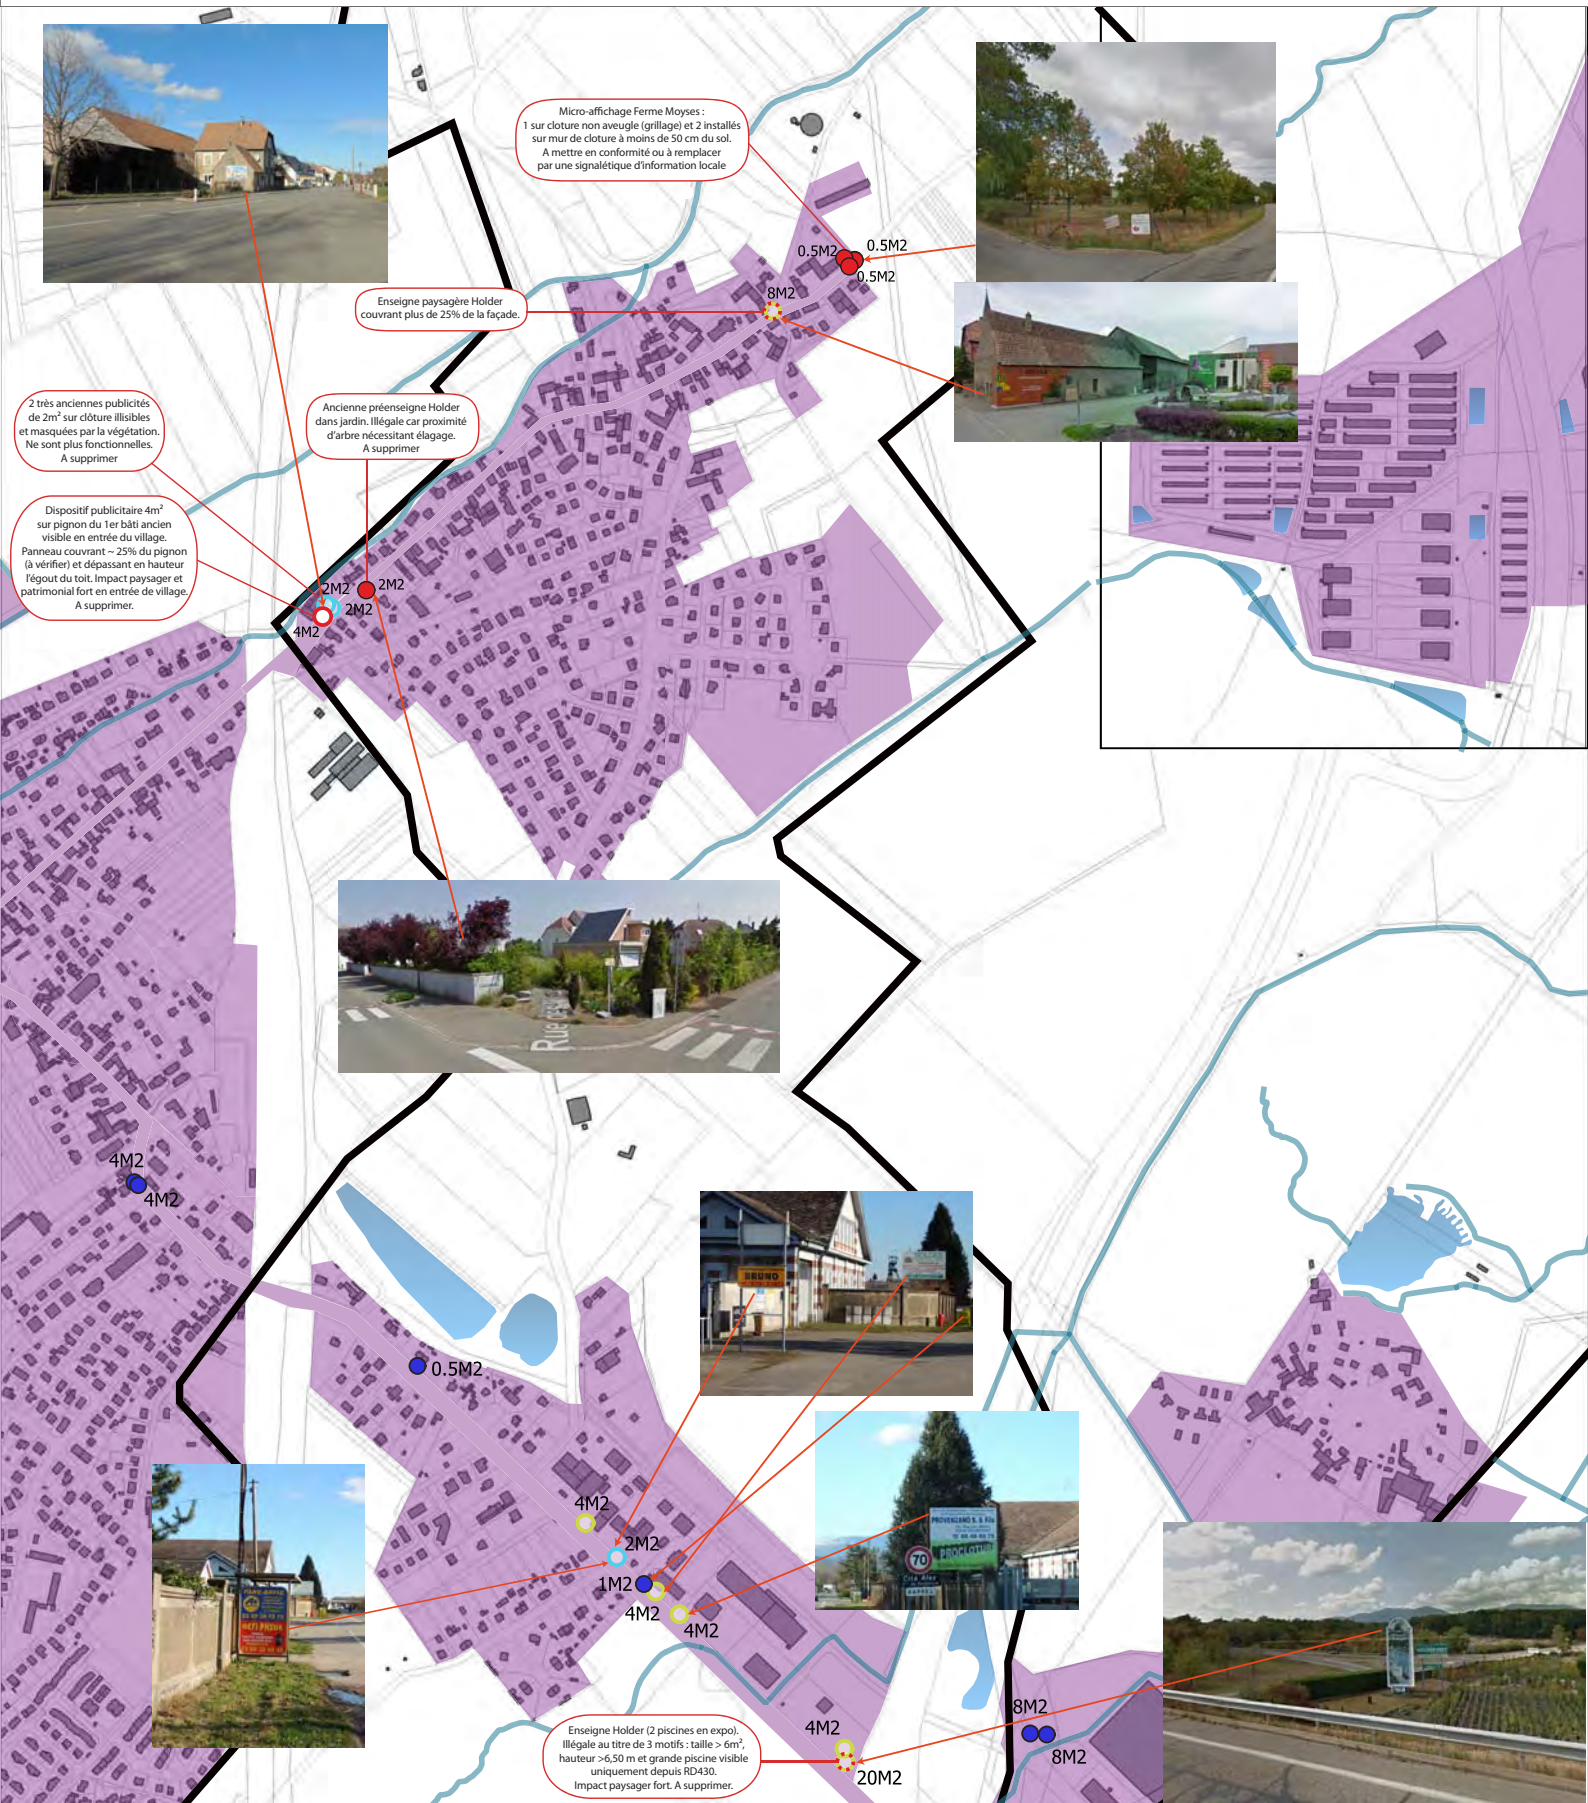 Micro-affichage Ferme Moyses :
1 sur cloture non aveugle (grillage) et 2 installés
sur mur de cloture à moins de 50 cm du sol.
A mettre en conformité ou à remplacer
par une signalétique d'information locale
0.5M2
0.5M2
0.5M2
8M2
Enseigne paysagère Holder
couvrant plus de 25% de la façade.
2 très anciennes publicités
de 2m² sur clôture illisibles
et masquées par la végétation.
Ne sont plus fonctionnelles.
A supprimer
Ancienne préenseigne Holder
dans jardin. Illégale car proximité
d'arbre nécessitant élagage.
A supprimer
Dispositif publicitaire 4m²
sur pignon du 1er bâti ancien
visible en entrée du village.
Panneau couvrant ~ 25% du pignon
(à vérifier) et dépassant en hauteur
l'égout du toit. Impact paysager et
patrimonial fort en entrée de village.
A supprimer.
2M2
2M2
2M2
4M2
Rue des
4M2
4M2
BRUNO
0.5M2
4M2
2M2
1M2
4M2
4M2
PROVENZANO S. & Fils
PROCLOTURE
70
Cité Alex
RAPPEL
Enseigne Holder (2 piscines en expo).
Illégale au titre de 3 motifs : taille > 6m²,
hauteur >6,50 m et grande piscine visible
uniquement depuis RD430.
Impact paysager fort. A supprimer.
4M2
20M2
8M2
8M2